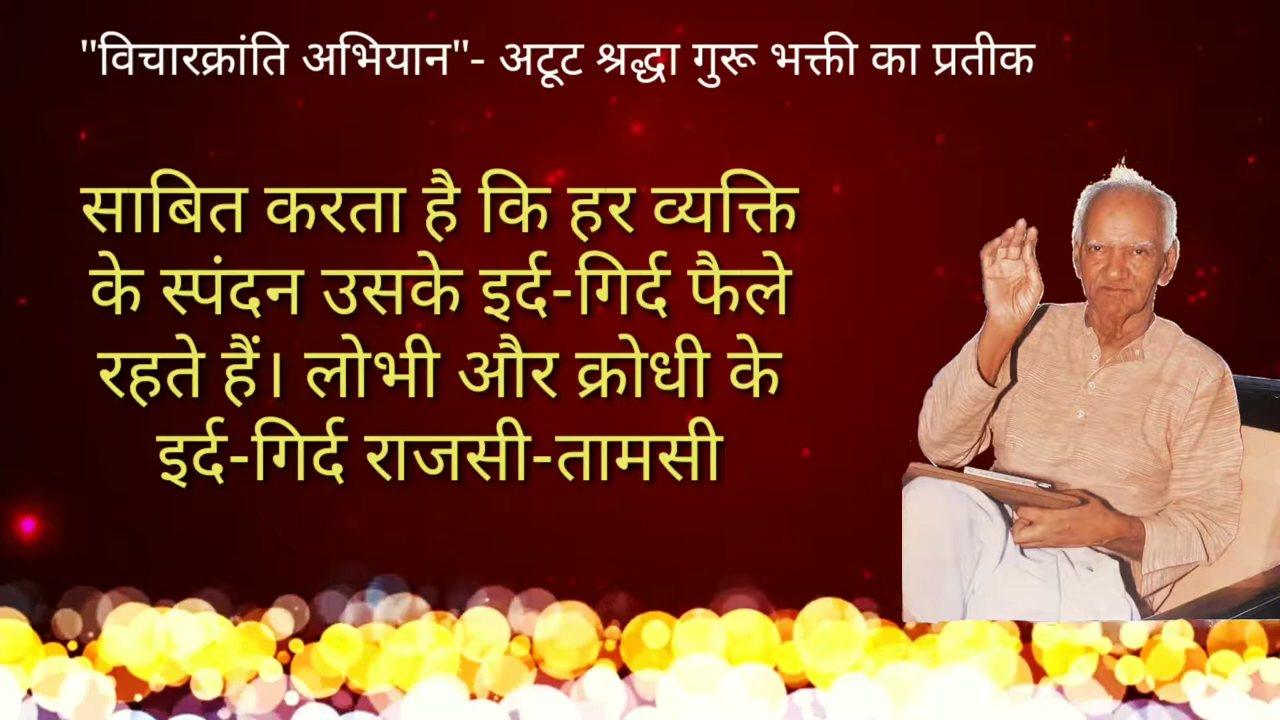 "विचारक्रांति अभियान"- अटूट श्रद्धा गुरू भक्ती का प्रतीक
साबित करता है कि हर व्यक्ति
के स्पंदन उसके इर्द-गिर्द फैले
रहते हैं। लोभी और क्रोधी के
इर्द-गिर्द राजसी-तामसी